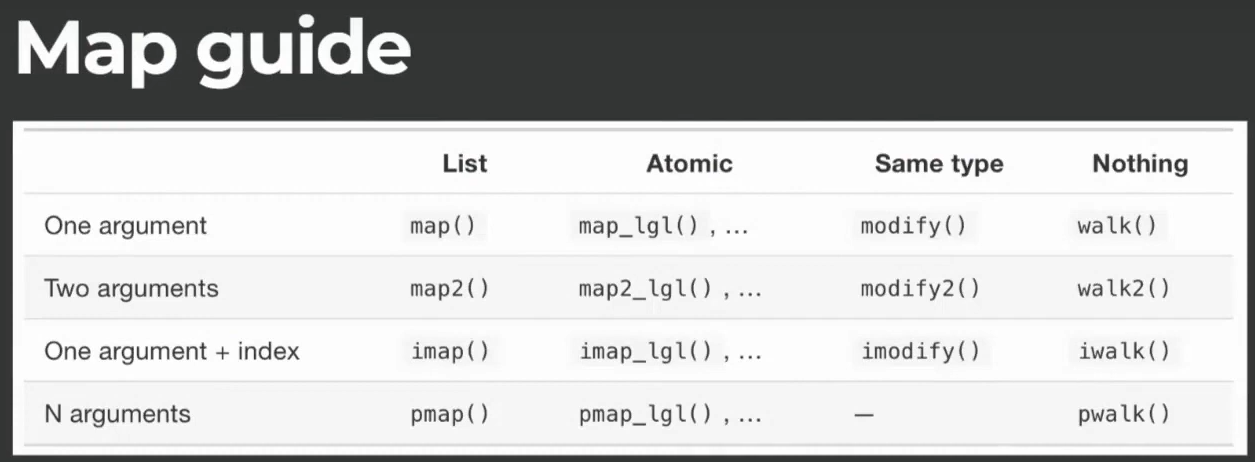 Map guide
List Atomic Same type Nothing
One argument map() map_lgl(), ... modify() walk()
Two arguments map2() map2_lgl(), ... modify2() walk2()
One argument + index imap() imap_lgl(), ... imodify() iwalk()
N arguments pmap() pmap_lgl(), ... — pwalk()